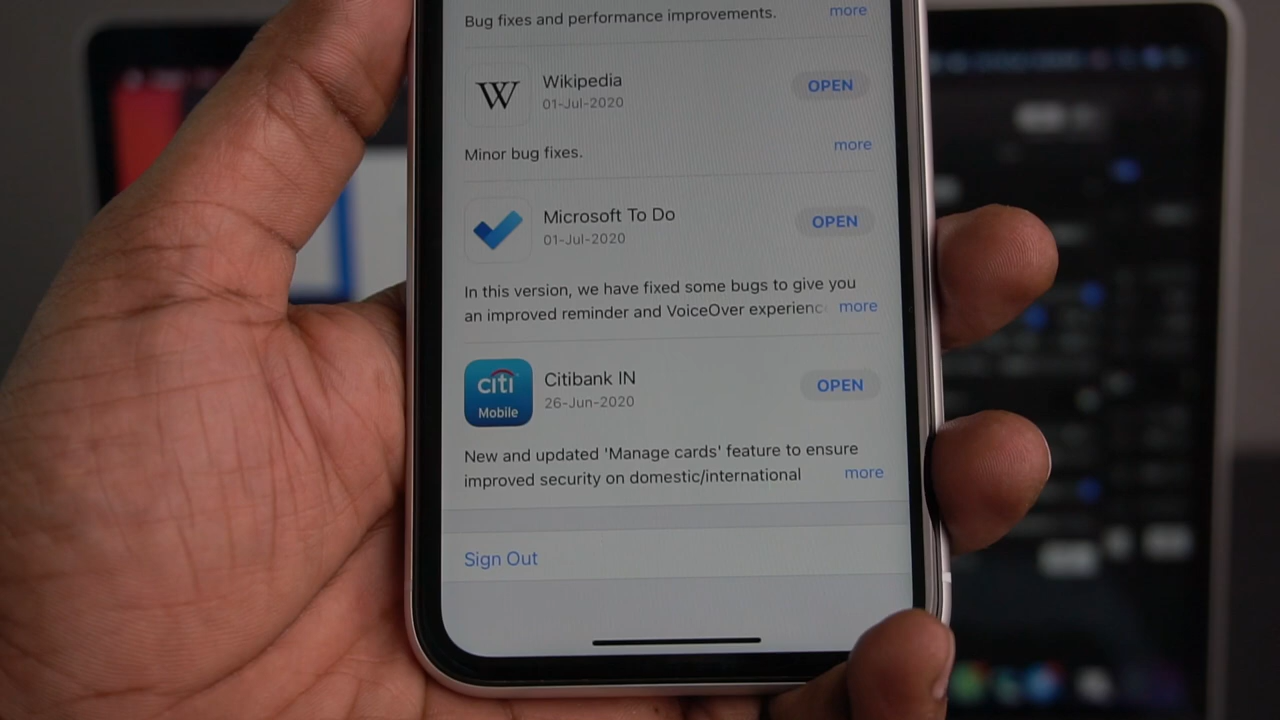 Bug fixes and performance improvements.
more
Wikipedia
01-Jul-2020
OPEN
W
Minor bug fixes.
more
Microsoft To Do
01-Jul-2020
OPEN
In this version, we have fixed some bugs to give you
an improved reminder and VoiceOver experienc
more
citi
Mobile
Citibank IN
26-Jun-2020
OPEN
New and updated 'Manage cards' feature to ensure
improved security on domestic/international
more
Sign Out